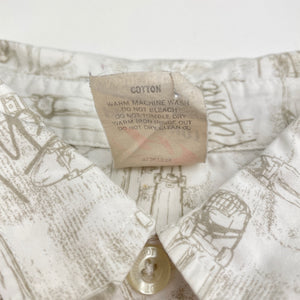 COTTON
WARM MACHINE WASH
DO NOT BLEACH
DO NOT TUMBLE DRY
WARM IRON INSIDE OUT
DO NOT DRY CLEAN